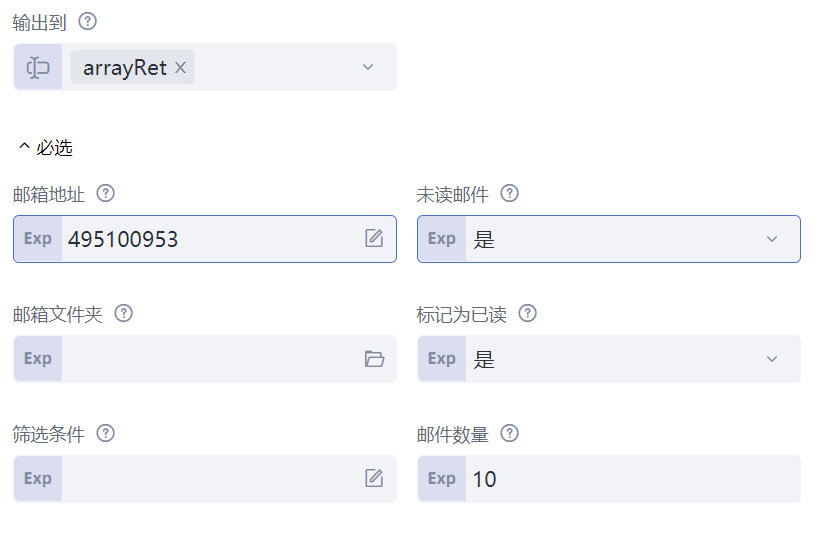 输出到
arrayRet
必选
邮箱地址 未读邮件
Exp 495100953 Exp 是
邮箱文件夹 标记为已读
Exp Exp 是
筛选条件 邮件数量
Exp Exp 10